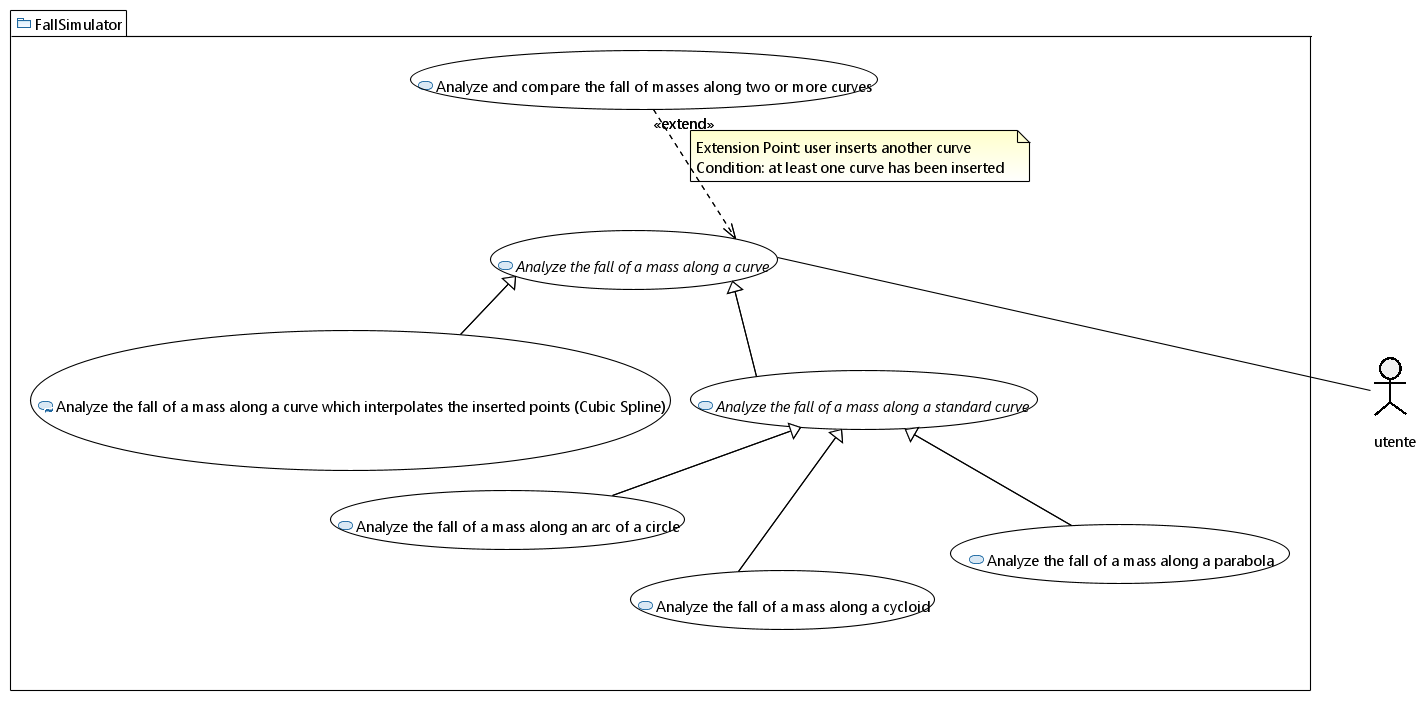 FallSimulator
Analyze and compare the fall of masses along two or more curves
«extend»
Extension Point: user inserts another curve
Condition: at least one curve has been inserted
Analyze the fall of a mass along a curve
Analyze the fall of a mass along a curve which interpolates the inserted points (Cubic Spline)
Analyze the fall of a mass along a standard curve
utente
Analyze the fall of a mass along an arc of a circle
Analyze the fall of a mass along a parabola
Analyze the fall of a mass along a cycloid